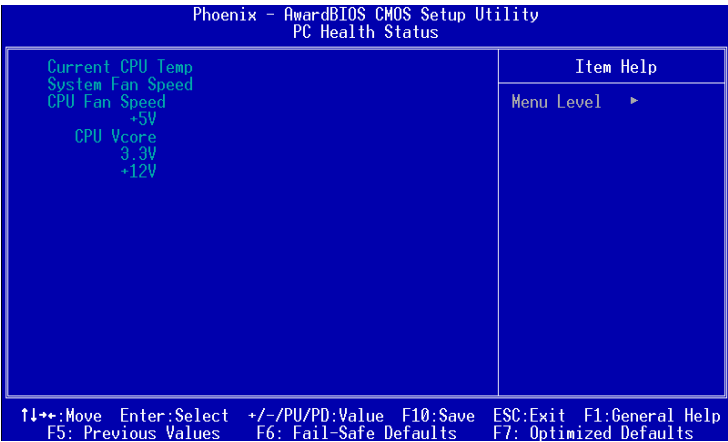 Phoenix - AwardBIOS CMOS Setup Utility
PC Health Status
Current CPU Temp
System Fan Speed
CPU Fan Speed
+5V
CPU Vcore
3.3V
+12V
Item Help
Menu Level ►
↑↓→←:Move Enter:Select +/-/PU/PD:Value F10:Save ESC:Exit F1:General Help
F5: Previous Values F6: Fail-Safe Defaults F7: Optimized Defaults